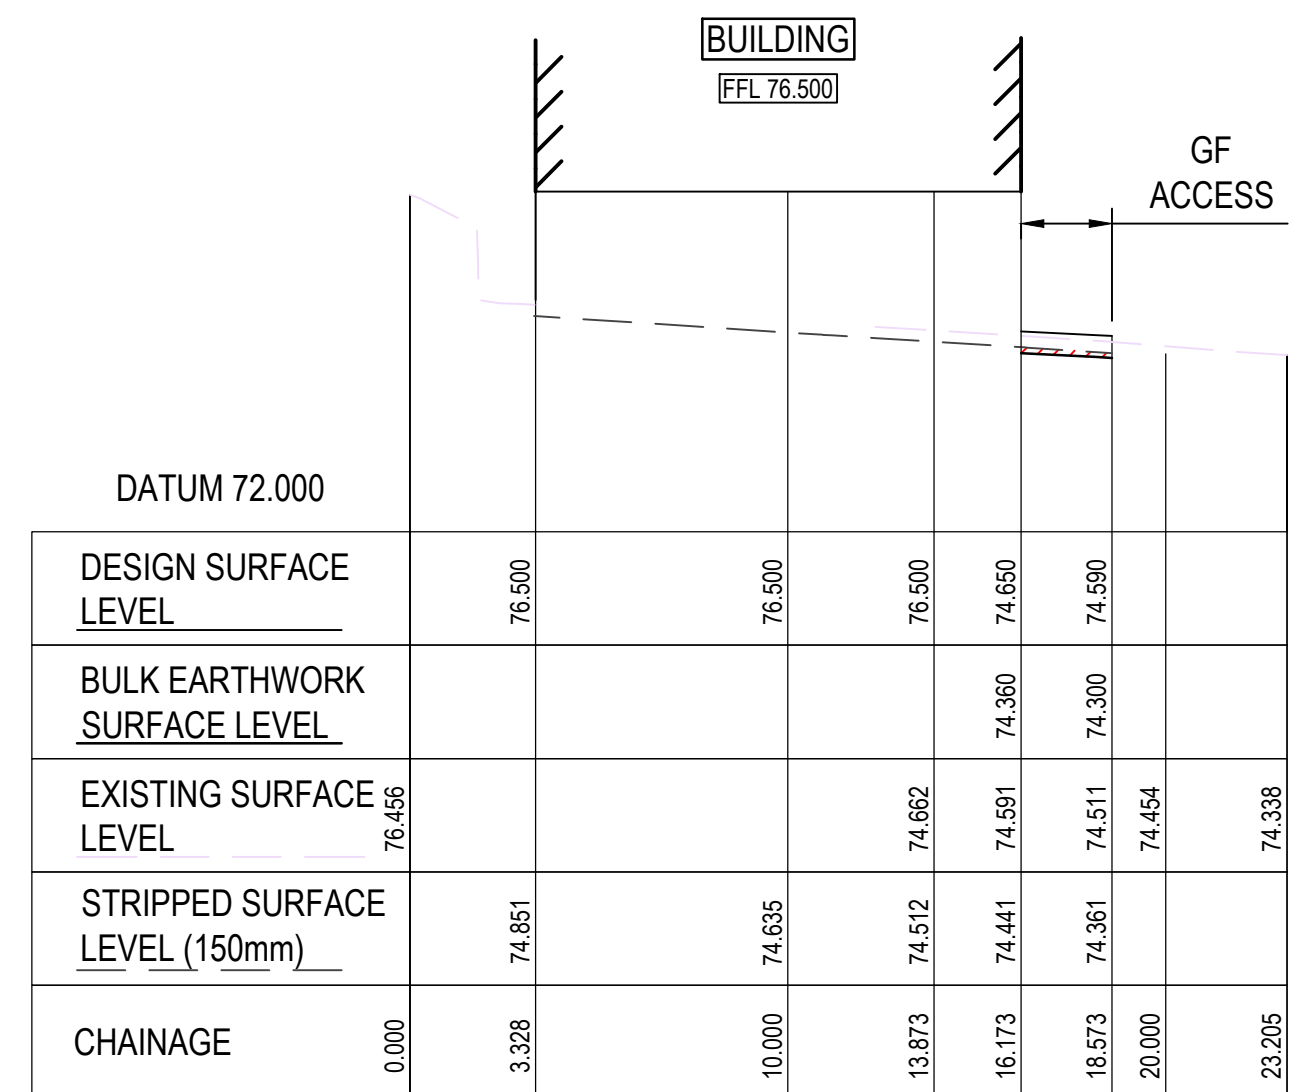 BUILDING
FFL 76.500
GF
ACCESS
DATUM 72.000
DESIGN SURFACE
LEVEL
76.500 76.500 76.500 74.650 74.590
BULK EARTHWORK
SURFACE LEVEL
74.360 74.300
EXISTING SURFACE
LEVEL
76.456 74.662 74.591 74.511 74.454 74.338
STRIPPED SURFACE
LEVEL (150mm)
74.851 74.635 74.512 74.441 74.361
CHAINAGE
0.000 3.328 10.000 13.873 16.173 18.573 20.000 23.205